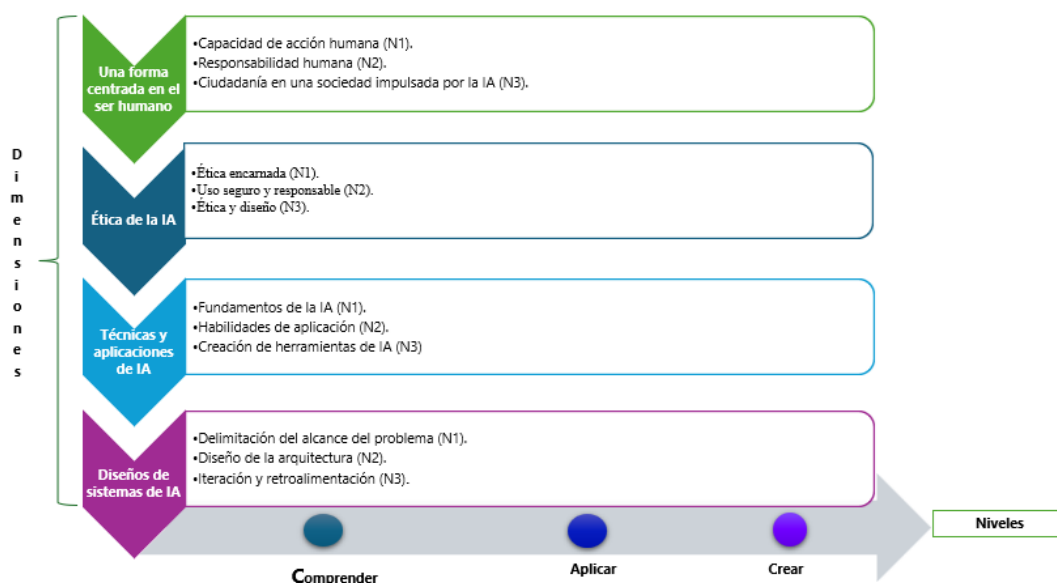 Dimensiones
Una forma
centrada en el
ser humano
•Capacidad de acción humana (N1).
•Responsabilidad humana (N2).
•Ciudadanía en una sociedad impulsada por la IA (N3).
Ética de la IA
•Ética encarnada (N1).
•Uso seguro y responsable (N2).
•Ética y diseño (N3).
Técnicas y
aplicaciones
de IA
•Fundamentos de la IA (N1).
•Habilidades de aplicación (N2).
•Creación de herramientas de IA (N3)
Diseños de
sistemas de IA
•Delimitación del alcance del problema (N1).
•Diseño de la arquitectura (N2).
•Iteración y retroalimentación (N3).
Comprender
Aplicar
Crear
Niveles